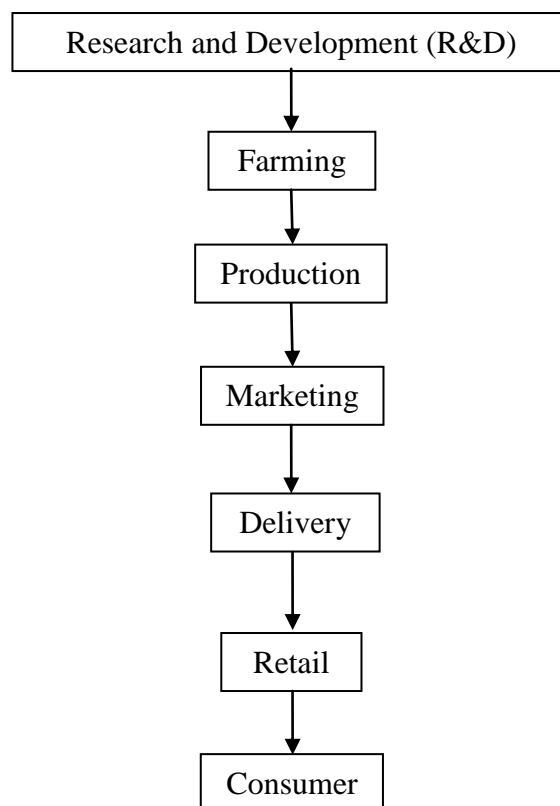 Research and Development (R&D)
Farming
Production
Marketing
Delivery
Retail
Consumer